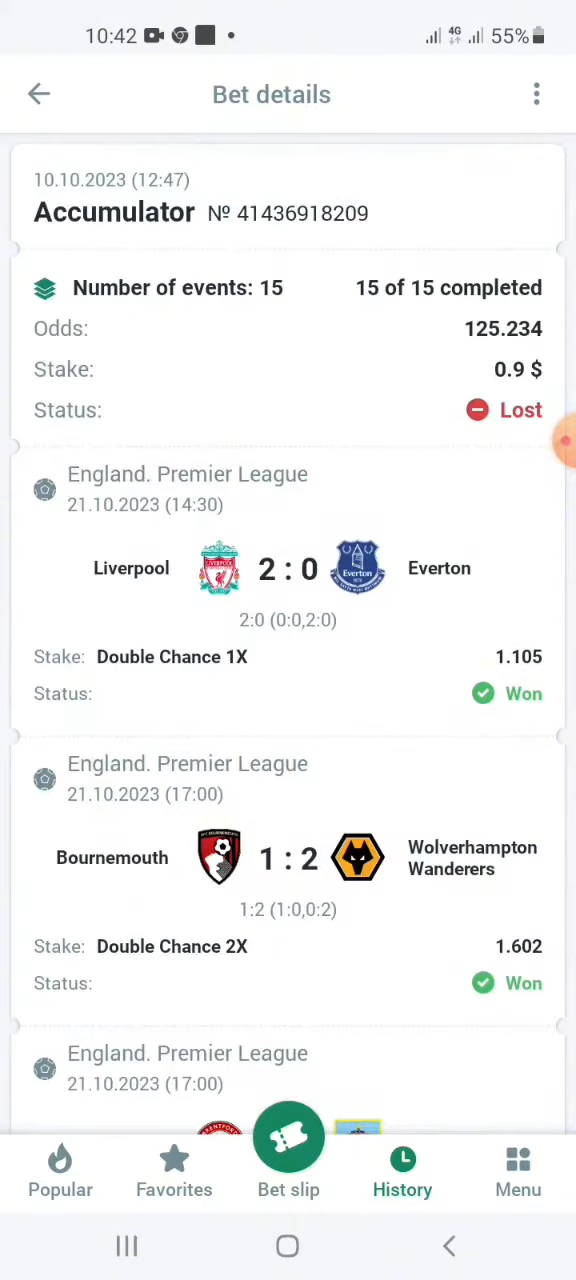 10:42 4G 55%
Bet details
10.10.2023 (12:47)
Accumulator № 41436918209
Number of events: 15 15 of 15 completed
Odds: 125.234
Stake: 0.9 $
Status: Lost
England. Premier League
21.10.2023 (14:30)
Liverpool 2 : 0 Everton
2:0 (0:0,2:0)
Stake: Double Chance 1X 1.105
Status: Won
England. Premier League
21.10.2023 (17:00)
Bournemouth 1 : 2 Wolverhampton
Wanderers
1:2 (1:0,0:2)
Stake: Double Chance 2X 1.602
Status: Won
England. Premier League
21.10.2023 (17:00)
Popular Favorites Bet slip History Menu